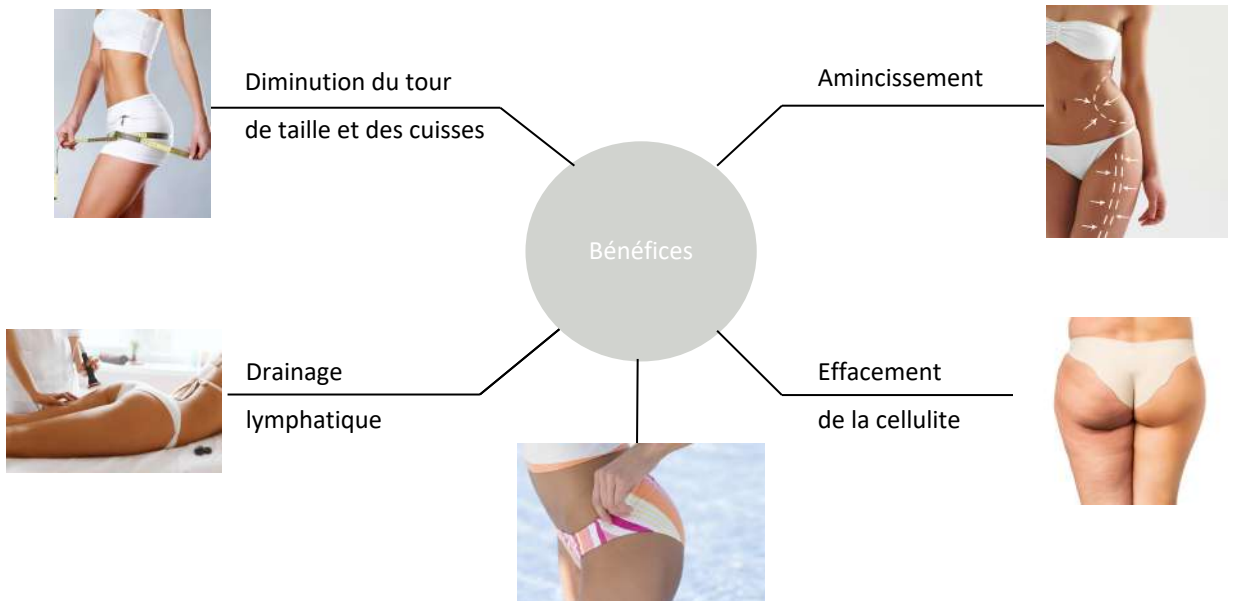 Diminution du tour
de taille et des cuisses
Amincissement
Bénéfices
Drainage
lymphatique
Effacement
de la cellulite